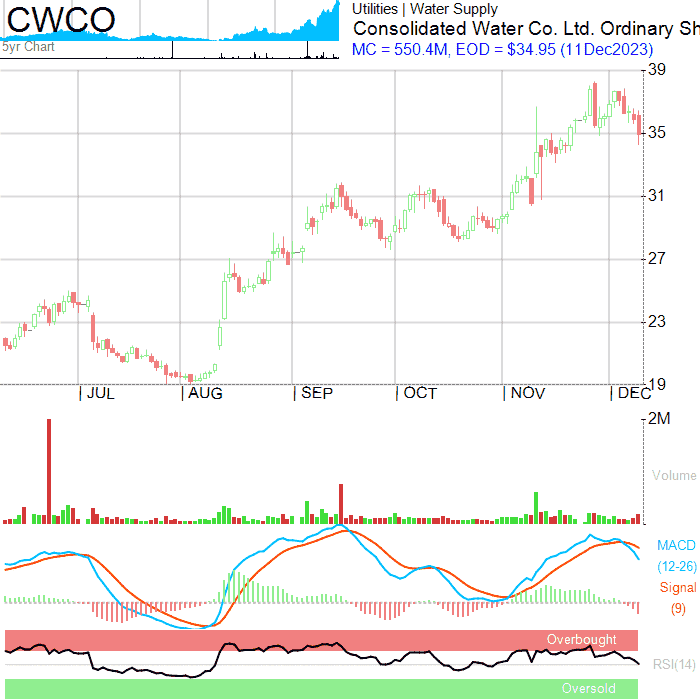 CWCO
5yr Chart
Utilities | Water Supply
Consolidated Water Co. Ltd. Ordinary Sh
MC = 550.4M, EOD = $34.95 (11Dec2023)
39
35
31
27
23
19
JUL AUG SEP OCT NOV DEC
2M
Volume
MACD
(12-26)
Signal
(9)
Overbought
RSI(14)
Oversold